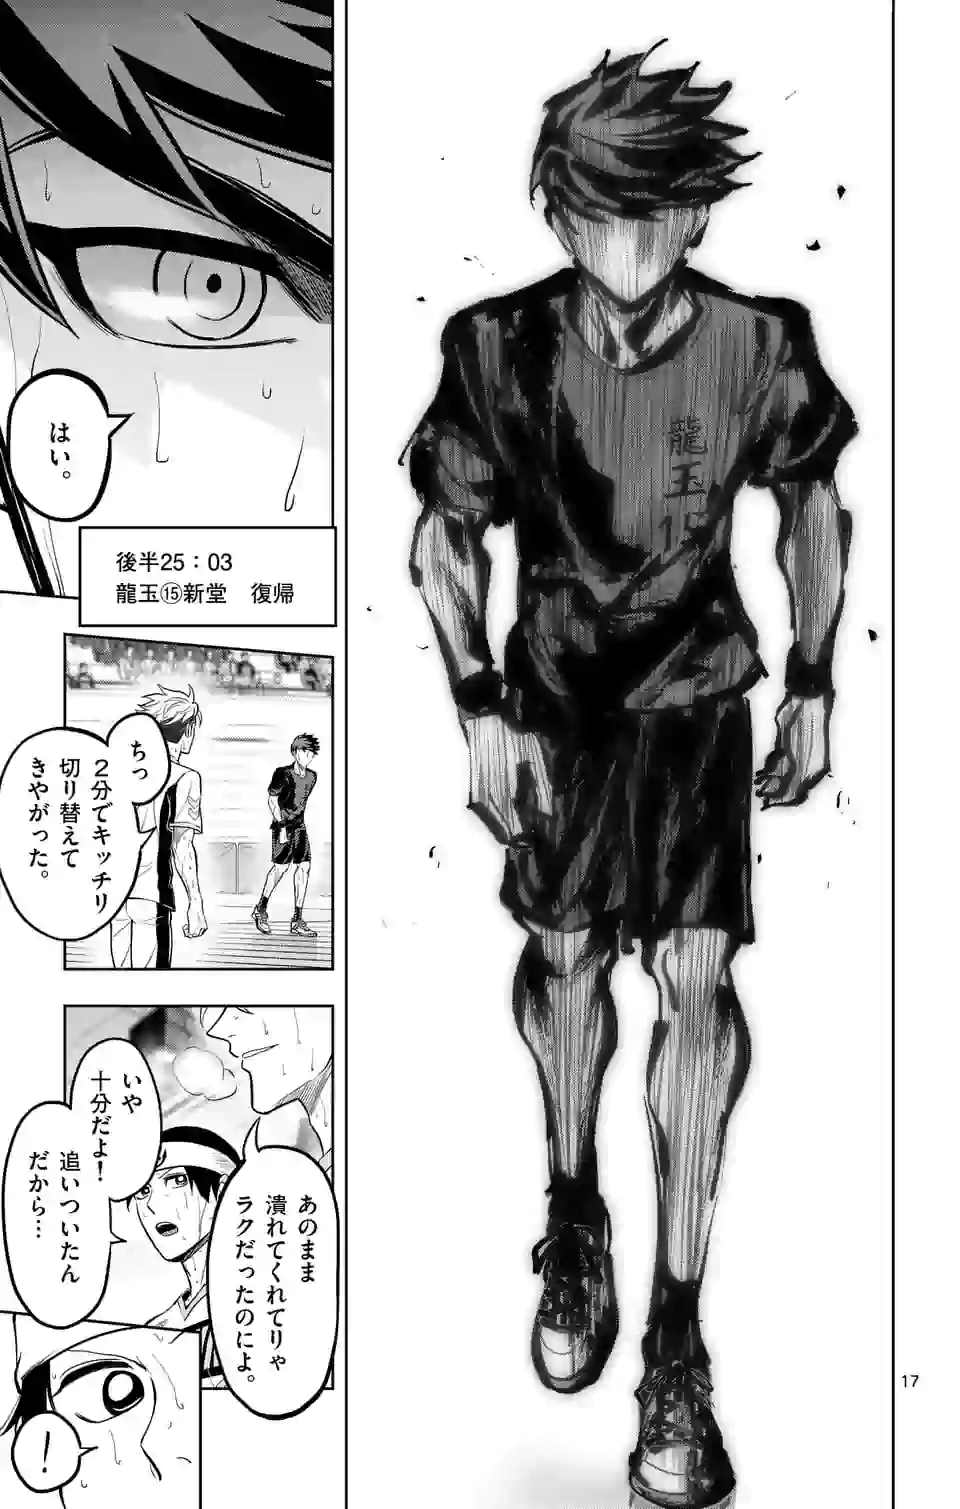 龍玉
15
はい。
後半25：03
龍玉⑮新堂　復帰
ちっ
2分でキッチリ
切り替えて
きやがった。
あのまま
潰れてくれてりゃ
ラクだったのによ。
いや
十分だよ！
追いついたん
だから…
！
17